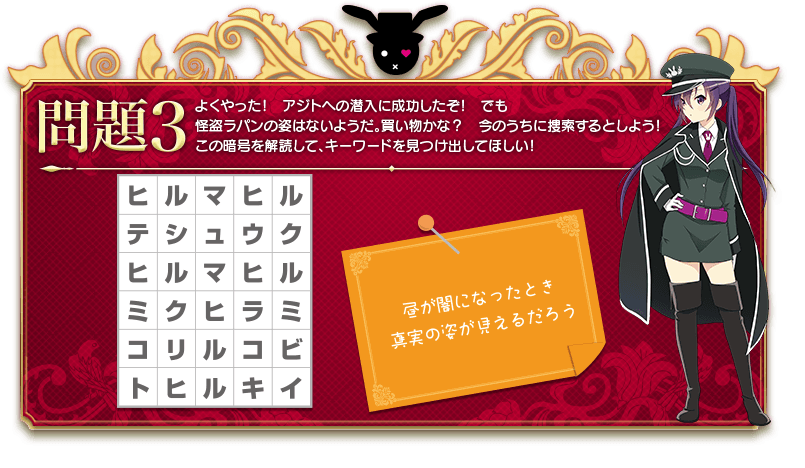 問題3
よくやった! アジトへの潜入に成功したぞ! でも
怪盗ラパンの姿はないようだ。買い物かな? 今のうちに捜索するとしよう!
この暗号を解読して、キーワードを見つけ出してほしい!
ヒルマヒル
テシュウク
ヒルマヒル
ミクヒラミ
コリルコビ
トヒルキイ
昼が闇になったとき
真実の姿が見えるだろう